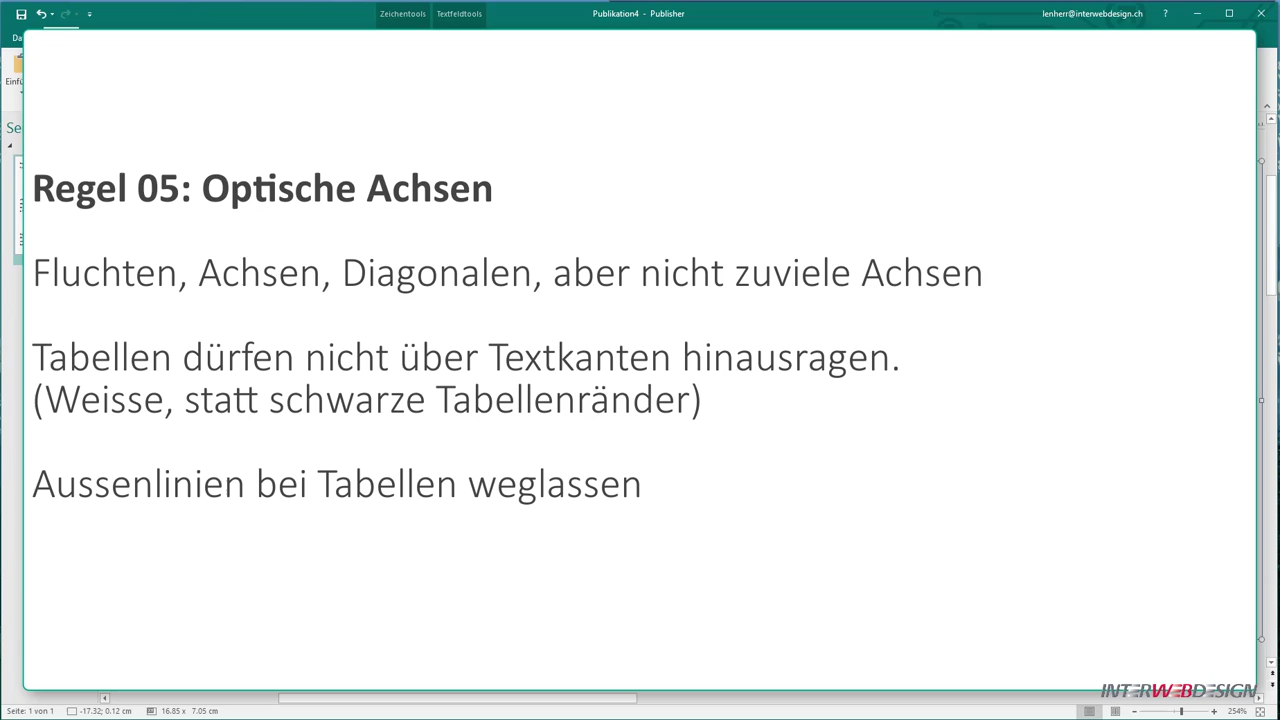 Zeichentools
Textfeldtools
Publikation4 - Publisher
lenherr@interwebdesign.ch
?
Regel 05: Optische Achsen
Fluchten, Achsen, Diagonalen, aber nicht zuviele Achsen
Tabellen dürfen nicht über Textkanten hinausragen.
(Weisse, statt schwarze Tabellenränder)
Aussenlinien bei Tabellen weglassen
INTERWEBDESIGN
Seite: 1 von 1
-17.32; 0.12 cm
16.85 x 7.05 cm
254%